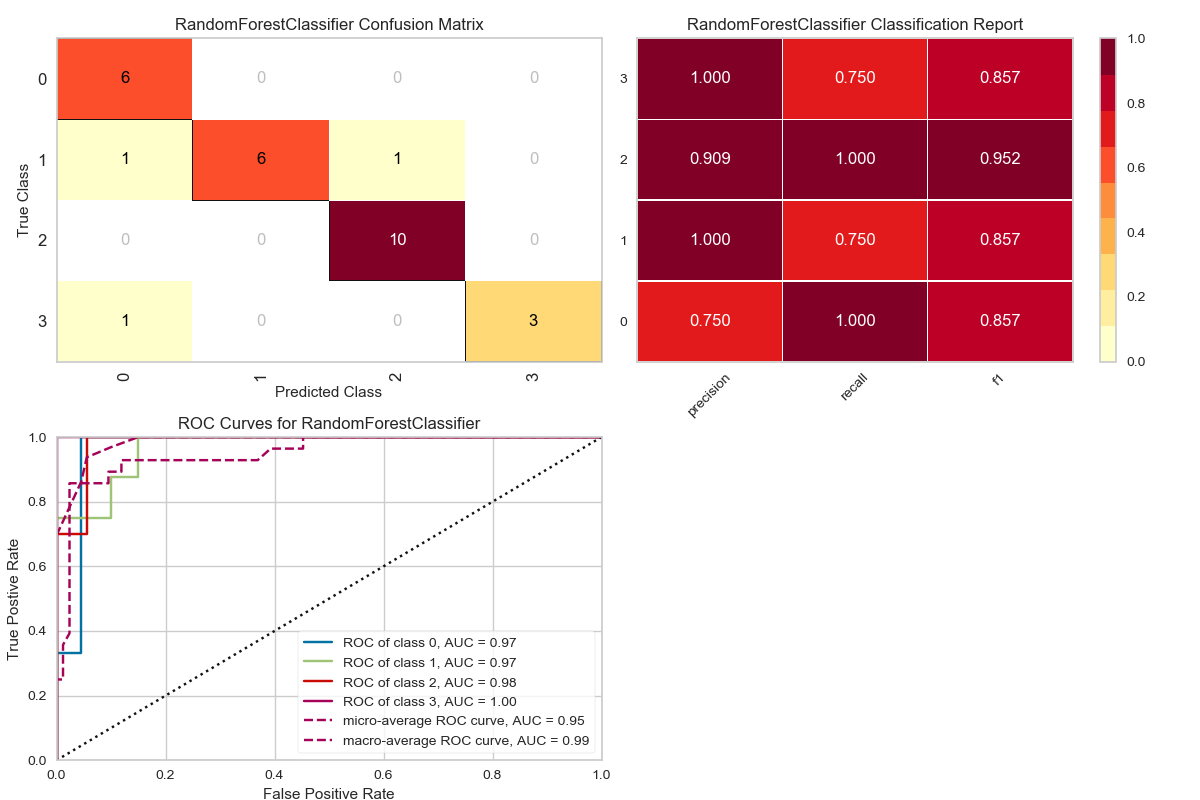 RandomForestClassifier Confusion Matrix
True Class
0 6 0 0 0
1 1 6 1 0
2 0 0 10 0
3 1 0 0 3
0 1 2 3
Predicted Class
RandomForestClassifier Classification Report
3 1.000 0.750 0.857
2 0.909 1.000 0.952
1 1.000 0.750 0.857
0 0.750 1.000 0.857
precision recall f1
1.0
0.8
0.6
0.4
0.2
0.0
ROC Curves for RandomForestClassifier
True Postive Rate
1.0
0.8
0.6
0.4
0.2
0.0
ROC of class 0, AUC = 0.97
ROC of class 1, AUC = 0.97
ROC of class 2, AUC = 0.98
ROC of class 3, AUC = 1.00
micro-average ROC curve, AUC = 0.95
macro-average ROC curve, AUC = 0.99
0.0 0.2 0.4 0.6 0.8 1.0
False Positive Rate